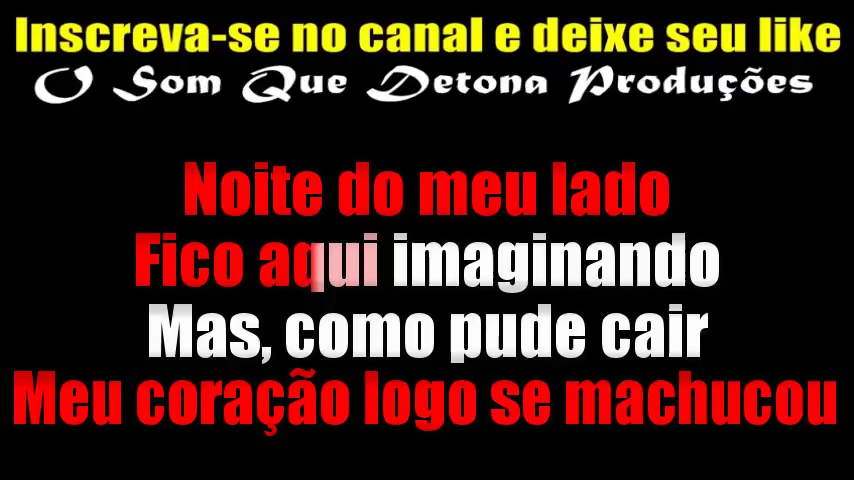 Inscreva-se no canal e deixe seu like
O Som Que Detona Produções
Noite do meu lado
Fico aqui imaginando
Mas, como pude cair
Meu coração logo se machucou